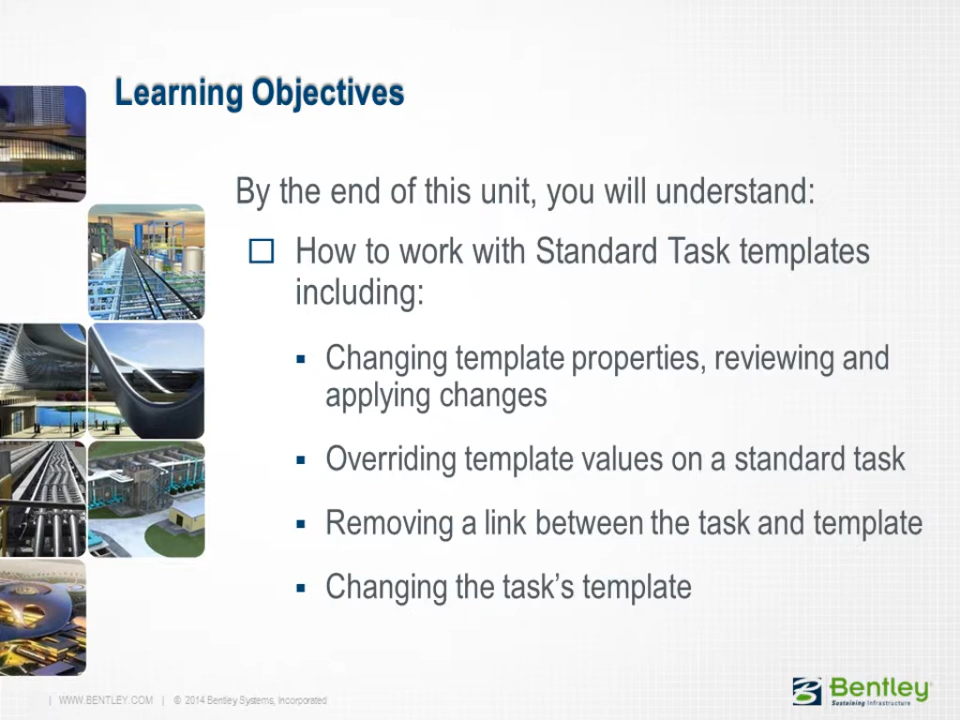 Learning Objectives
By the end of this unit, you will understand:
How to work with Standard Task templates
including:
Changing template properties, reviewing and
applying changes
Overriding template values on a standard task
Removing a link between the task and template
Changing the task’s template
| WWW.BENTLEY.COM | © 2014 Bentley Systems, Incorporated
Bentley®
Sustaining Infrastructure